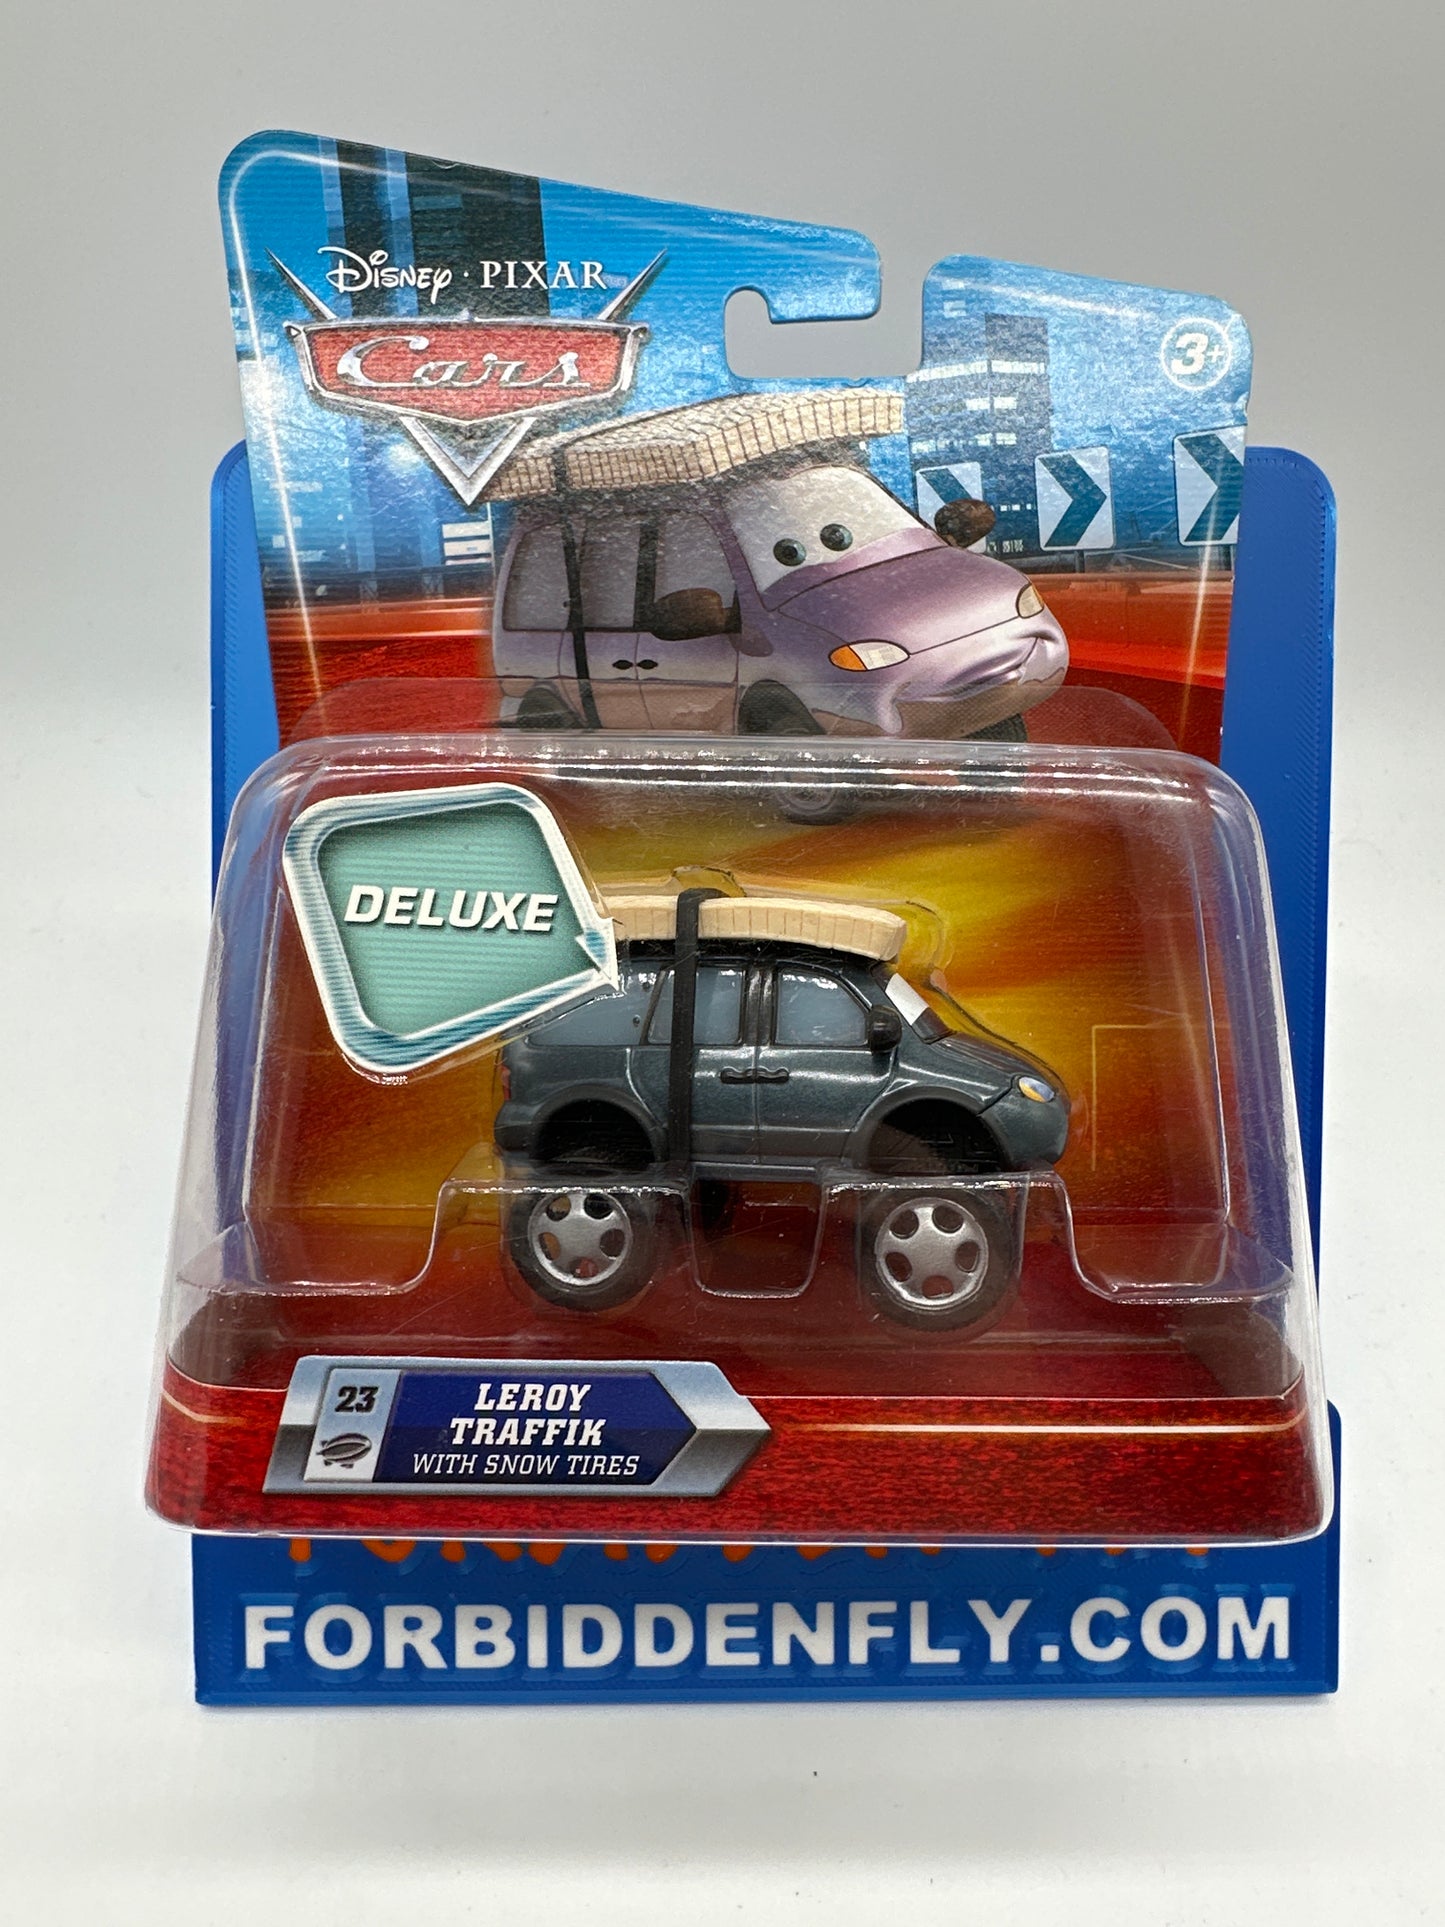 DISNEY · PIXAR
Cars
3+
DELUXE
23
LEROY
TRAFFIK
WITH SNOW TIRES
FORBIDDENFLY.COM